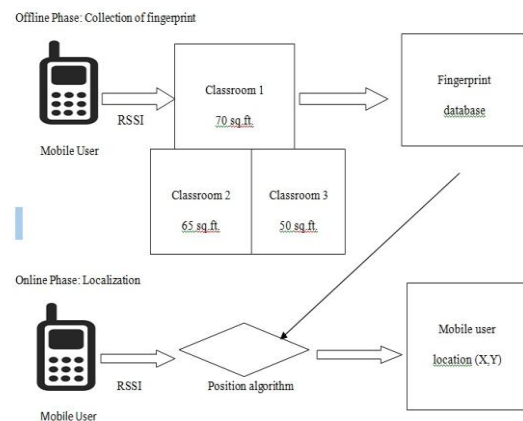 Offline Phase: Collection of fingerprint
RSSI
Mobile User
Classroom 1
70 sq.ft.
Classroom 2
65 sq.ft.
Classroom 3
50 sq.ft.
Fingerprint
database
Online Phase: Localization
RSSI
Mobile User
Position algorithm
Mobile user
location (X,Y)